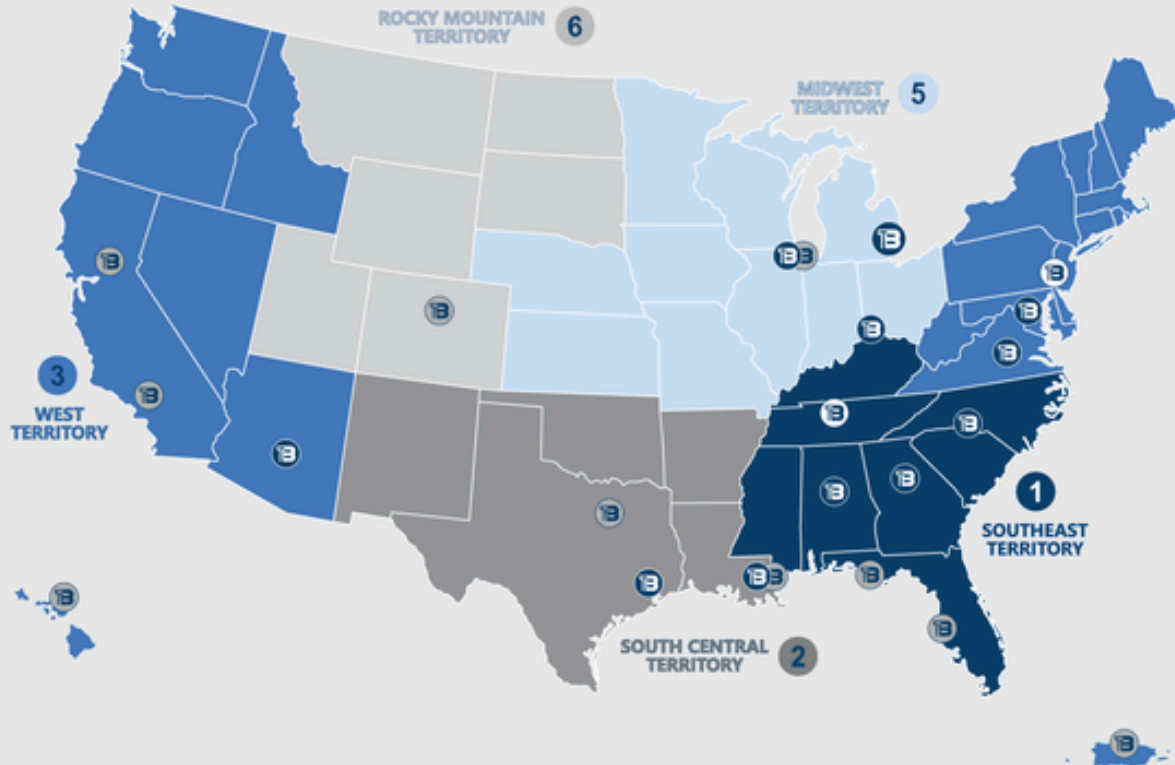 ROCKY MOUNTAIN
TERRITORY
6
MIDWEST
TERRITORY
5
3
WEST
TERRITORY
1
SOUTHEAST
TERRITORY
SOUTH CENTRAL
TERRITORY
2